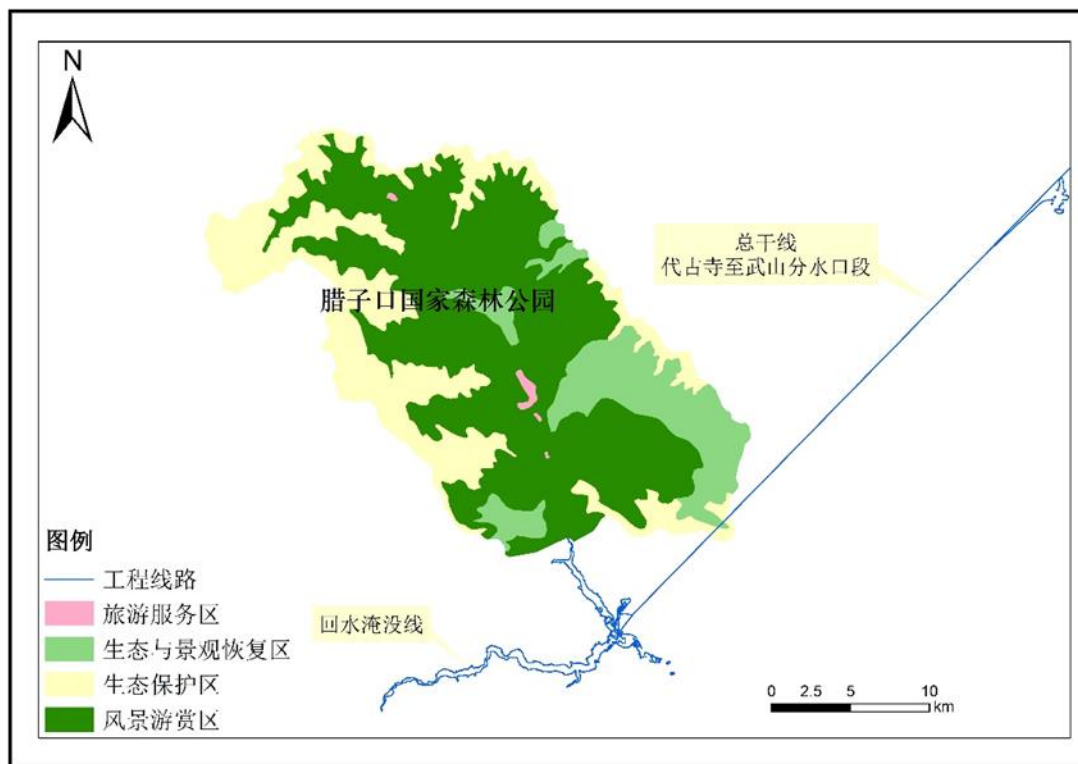 N
总干线
代古寺至武山分水口段
腊子口国家森林公园
图例
工程线路
旅游服务区
生态与景观恢复区
生态保护区
风景游赏区
回水淹没线
0 2.5 5 10
km